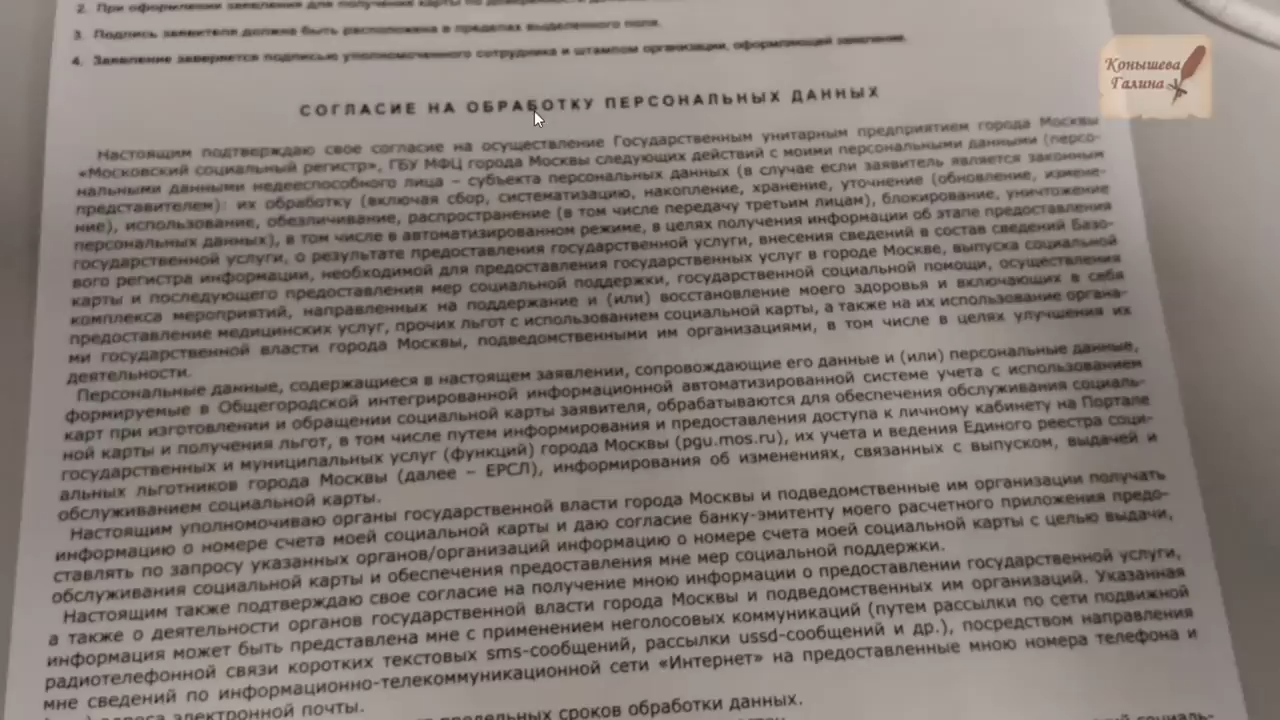 2. При оформлении заявления для получения карты по доверенности
3. Подпись заявителя должна быть расположена в пределах выделенного поля.
4. Заявление заверяется подписью уполномоченного сотрудника и штампом организации, оформляющей заявление.
Конышева
Галина
СОГЛАСИЕ НА ОБРАБОТКУ ПЕРСОНАЛЬНЫХ ДАННЫХ
Настоящим подтверждаю свое согласие на осуществление Государственным унитарным предприятием города Москвы
«Московский социальный регистр», ГБУ МФЦ города Москвы следующих действий с моими персональными данными (персо-
нальными данными недееспособного лица – субъекта персональных данных (в случае если заявитель является законным
представителем): их обработку (включая сбор, систематизацию, накопление, хранение, уточнение (обновление, измене-
ние), использование, обезличивание, распространение (в том числе передачу третьим лицам), блокирование, уничтожение
персональных данных), в том числе в автоматизированном режиме, в целях получения информации об этапе предоставления
государственной услуги, о результате предоставления государственной услуги, внесения сведений в состав сведений Базо-
вого регистра информации, необходимой для предоставления государственных услуг в городе Москве, выпуска социальной
карты и последующего предоставления мер социальной поддержки, государственной социальной помощи, осуществления
комплекса мероприятий, направленных на поддержание и (или) восстановление моего здоровья и включающих в себя
предоставление медицинских услуг, прочих льгот с использованием социальной карты, а также на их использование органа-
ми государственной власти города Москвы, подведомственными им организациями, в том числе в целях улучшения их
деятельности.
Персональные данные, содержащиеся в настоящем заявлении, сопровождающие его данные и (или) персональные данные,
формируемые в Общегородской интегрированной информационной автоматизированной системе учета с использованием
карт при изготовлении и обращении социальной карты заявителя, обрабатываются для обеспечения обслуживания социаль-
ной карты и получения льгот, в том числе путем информирования и предоставления доступа к личному кабинету на Портале
государственных и муниципальных услуг (функций) города Москвы (pgu.mos.ru), их учета и ведения Единого реестра соци-
альных льготников города Москвы (далее – ЕРСЛ), информирования об изменениях, связанных с выпуском, выдачей и
обслуживанием социальной карты.
Настоящим уполномочиваю органы государственной власти города Москвы и подведомственные им организации получать
информацию о номере счета моей социальной карты и даю согласие банку-эмитенту моего расчетного приложения предо-
ставлять по запросу указанных органов/организаций информацию о номере счета моей социальной карты с целью выдачи,
обслуживания социальной карты и обеспечения предоставления мне мер социальной поддержки.
Настоящим также подтверждаю свое согласие на получение мною информации о предоставлении государственной услуги,
а также о деятельности органов государственной власти города Москвы и подведомственных им организаций. Указанная
информация может быть представлена мне с применением неголосовых коммуникаций (путем рассылки по сети подвижной
радиотелефонной связи коротких текстовых sms-сообщений, рассылки ussd-сообщений и др.), посредством направления
мне сведений по информационно-телекоммуникационной сети «Интернет» на предоставленные мною номера телефона и
адреса электронной почты.
предельных сроков обработки данных.